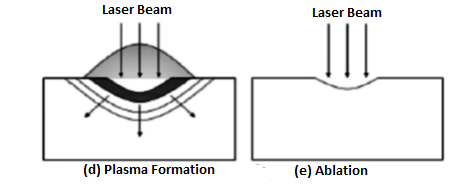 Laser Beam
Laser Beam
(d) Plasma Formation
(e) Ablation